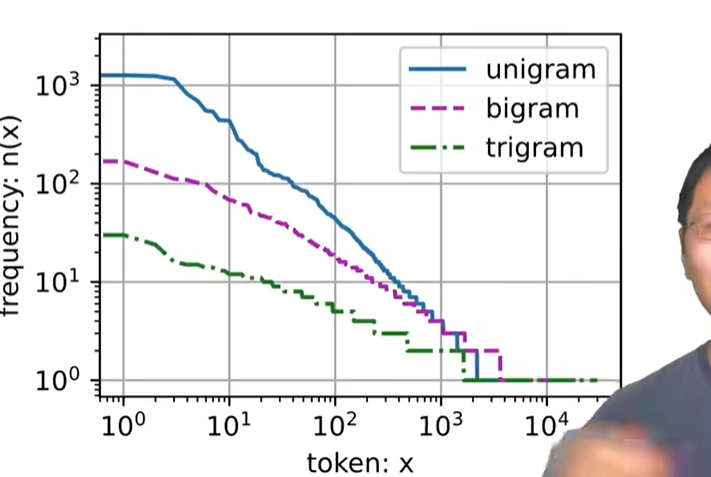 unigram
bigram
trigram
frequency: n(x)
10³
10²
10¹
10⁰
10⁰ 10¹ 10² 10³ 10⁴
token: x